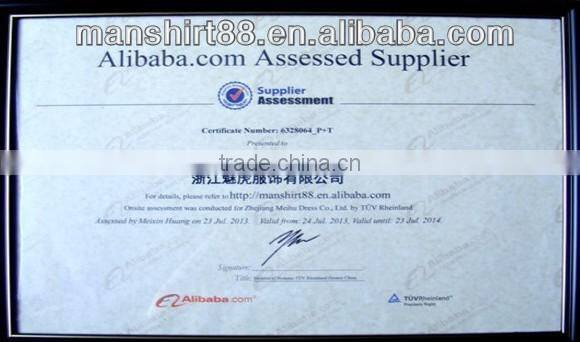 manshirt88.en.alibaba.com
Alibaba.com Assessed Supplier
Supplier
Assessment
Certificate Number: 6328064_P+T
Presented to
trade.china.cn
浙江魅虎服饰有限公司
For details, please refer to http://manshirt88.en.alibaba.com
Onsite assessment was conducted for Zhejiang Meihu Dress Co., Ltd. by TÜV Rheinland
Assessed by Meixin Huang on 23 Jul. 2013. Valid from: 24 Jul. 2013, Valid until: 23 Jul. 2014.
Signature:
Title:
Alibaba.com®
TÜVRheinland®
Precisely Right.